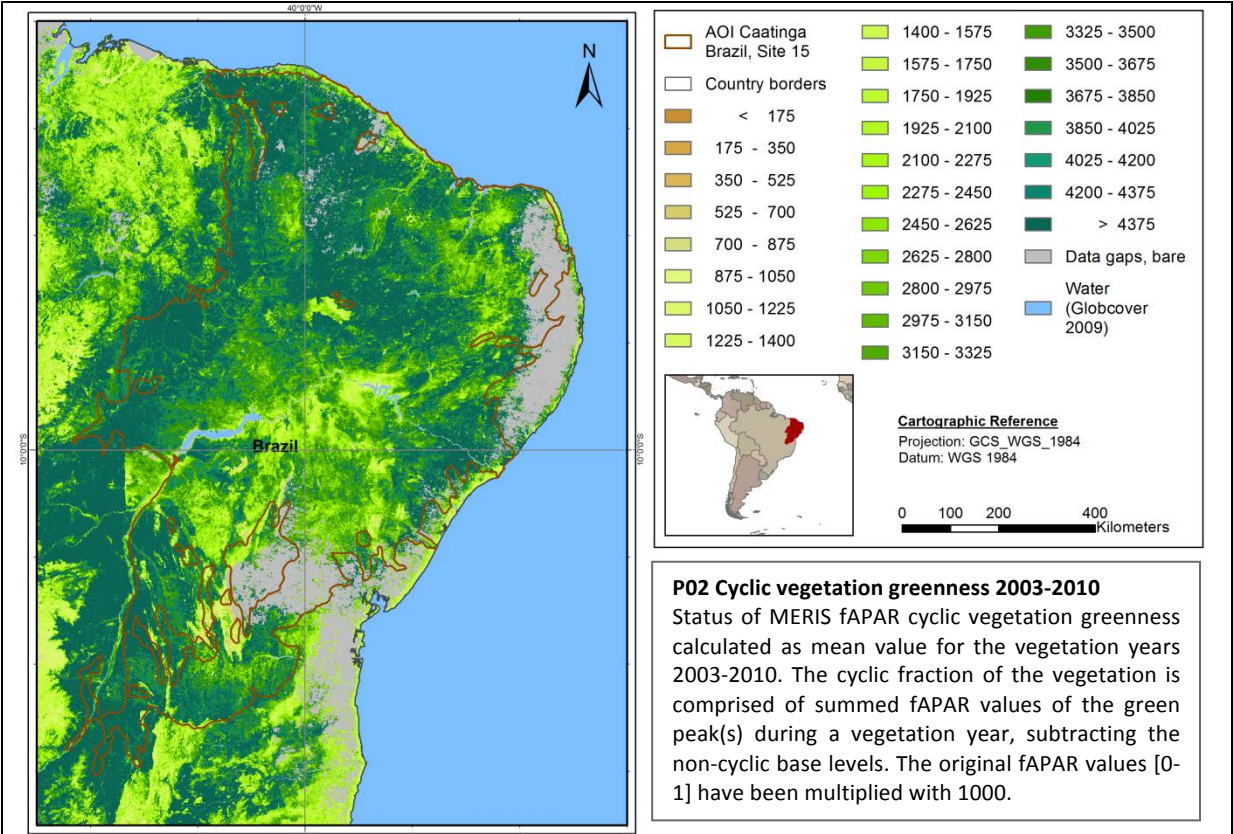 40°0'0"W
N
10°0'0"S
Brazil
10°0'0"S
AOI Caatinga
Brazil, Site 15
Country borders
< 175
175 - 350
350 - 525
525 - 700
700 - 875
875 - 1050
1050 - 1225
1225 - 1400
1400 - 1575
1575 - 1750
1750 - 1925
1925 - 2100
2100 - 2275
2275 - 2450
2450 - 2625
2625 - 2800
2800 - 2975
2975 - 3150
3150 - 3325
3325 - 3500
3500 - 3675
3675 - 3850
3850 - 4025
4025 - 4200
4200 - 4375
> 4375
Data gaps, bare
Water
(Globcover
2009)
Cartographic Reference
Projection: GCS_WGS_1984
Datum: WGS 1984
0 100 200 400
Kilometers
P02 Cyclic vegetation greenness 2003-2010
Status of MERIS fAPAR cyclic vegetation greenness
calculated as mean value for the vegetation years
2003-2010. The cyclic fraction of the vegetation is
comprised of summed fAPAR values of the green
peak(s) during a vegetation year, subtracting the
non-cyclic base levels. The original fAPAR values [0-
1] have been multiplied with 1000.